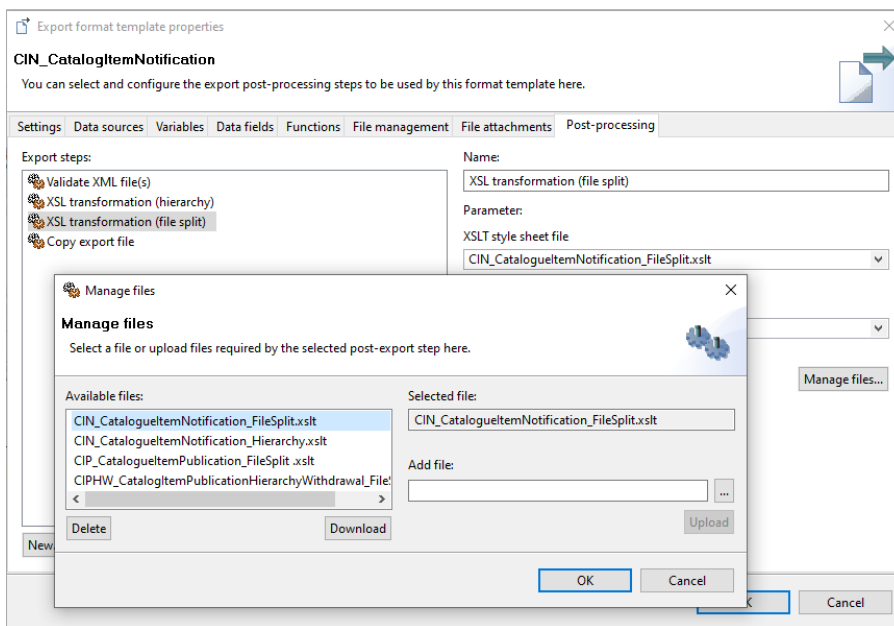 Export format template properties
CIN_CatalogItemNotification
You can select and configure the export post-processing steps to be used by this format template here.
Settings Data sources Variables Data fields Functions File management File attachments Post-processing
Export steps:
Validate XML file(s)
XSL transformation (hierarchy)
XSL transformation (file split)
Copy export file
Name:
XSL transformation (file split)
Parameter:
XSLT style sheet file
CIN_CatalogueItemNotification_FileSplit.xslt
Manage files...
New
Cancel
Manage files
Manage files
Select a file or upload files required by the selected post-export step here.
Available files:
CIN_CatalogueItemNotification_FileSplit.xslt
CIN_CatalogueItemNotification_Hierarchy.xslt
CIP_CatalogueItemPublication_FileSplit .xslt
CIPHW_CatalogItemPublicationHierarchyWithdrawal_File
Delete
Download
Selected file:
CIN_CatalogueItemNotification_FileSplit.xslt
Add file:
...
Upload
OK
Cancel